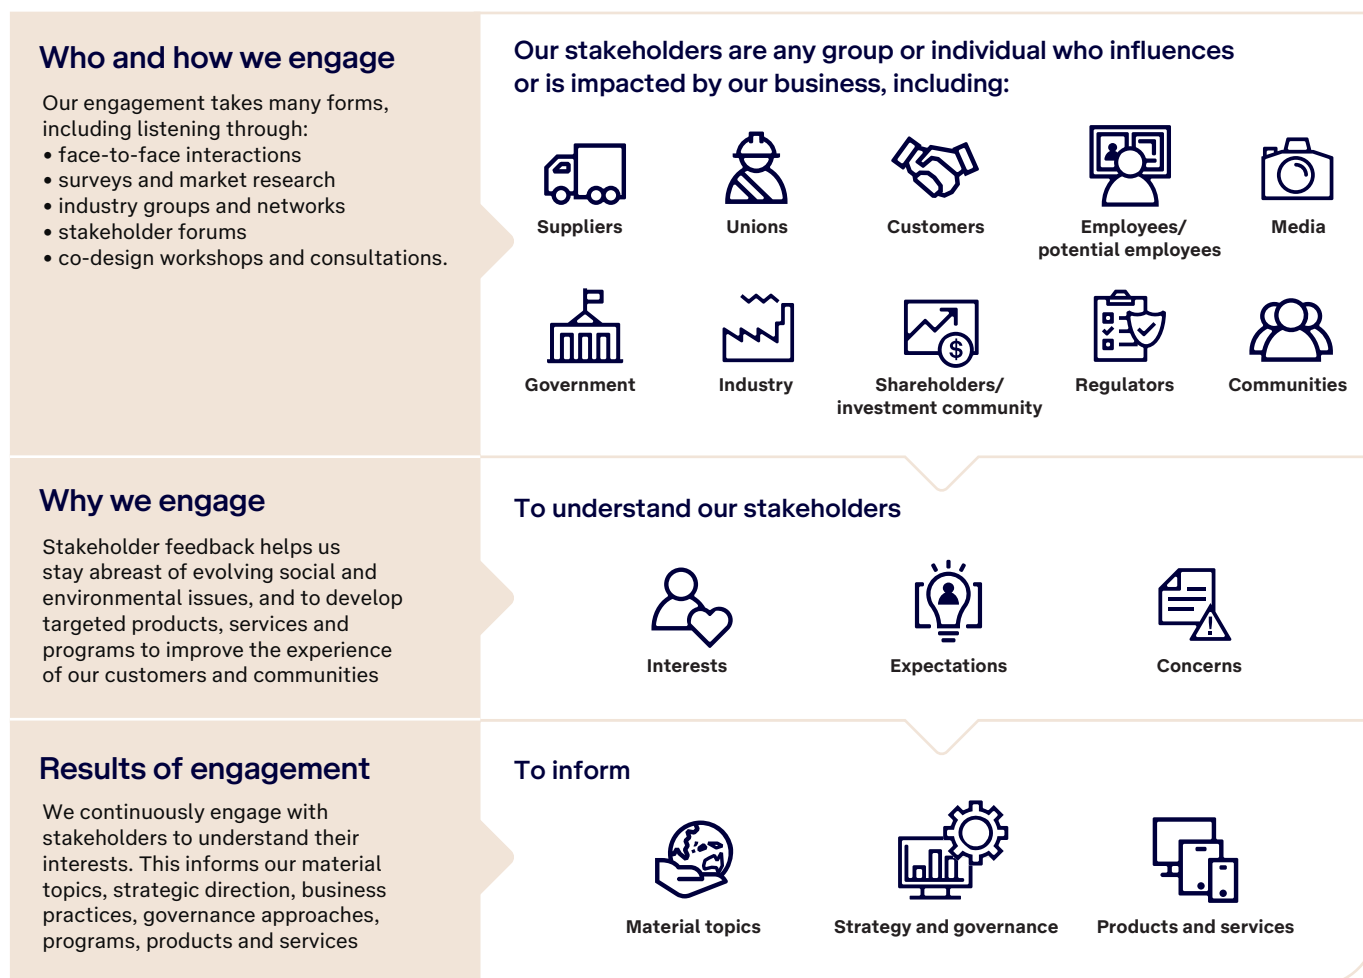 Who and how we engage
Our engagement takes many forms,
including listening through:
• face-to-face interactions
• surveys and market research
• industry groups and networks
• stakeholder forums
• co-design workshops and consultations.
Our stakeholders are any group or individual who influences
or is impacted by our business, including:
Suppliers
Unions
Customers
Employees/
potential employees
Media
Government
Industry
Shareholders/
investment community
Regulators
Communities
Why we engage
Stakeholder feedback helps us
stay abreast of evolving social and
environmental issues, and to develop
targeted products, services and
programs to improve the experience
of our customers and communities
To understand our stakeholders
Interests
Expectations
Concerns
Results of engagement
We continuously engage with
stakeholders to understand their
interests. This informs our material
topics, strategic direction, business
practices, governance approaches,
programs, products and services
To inform
Material topics
Strategy and governance
Products and services